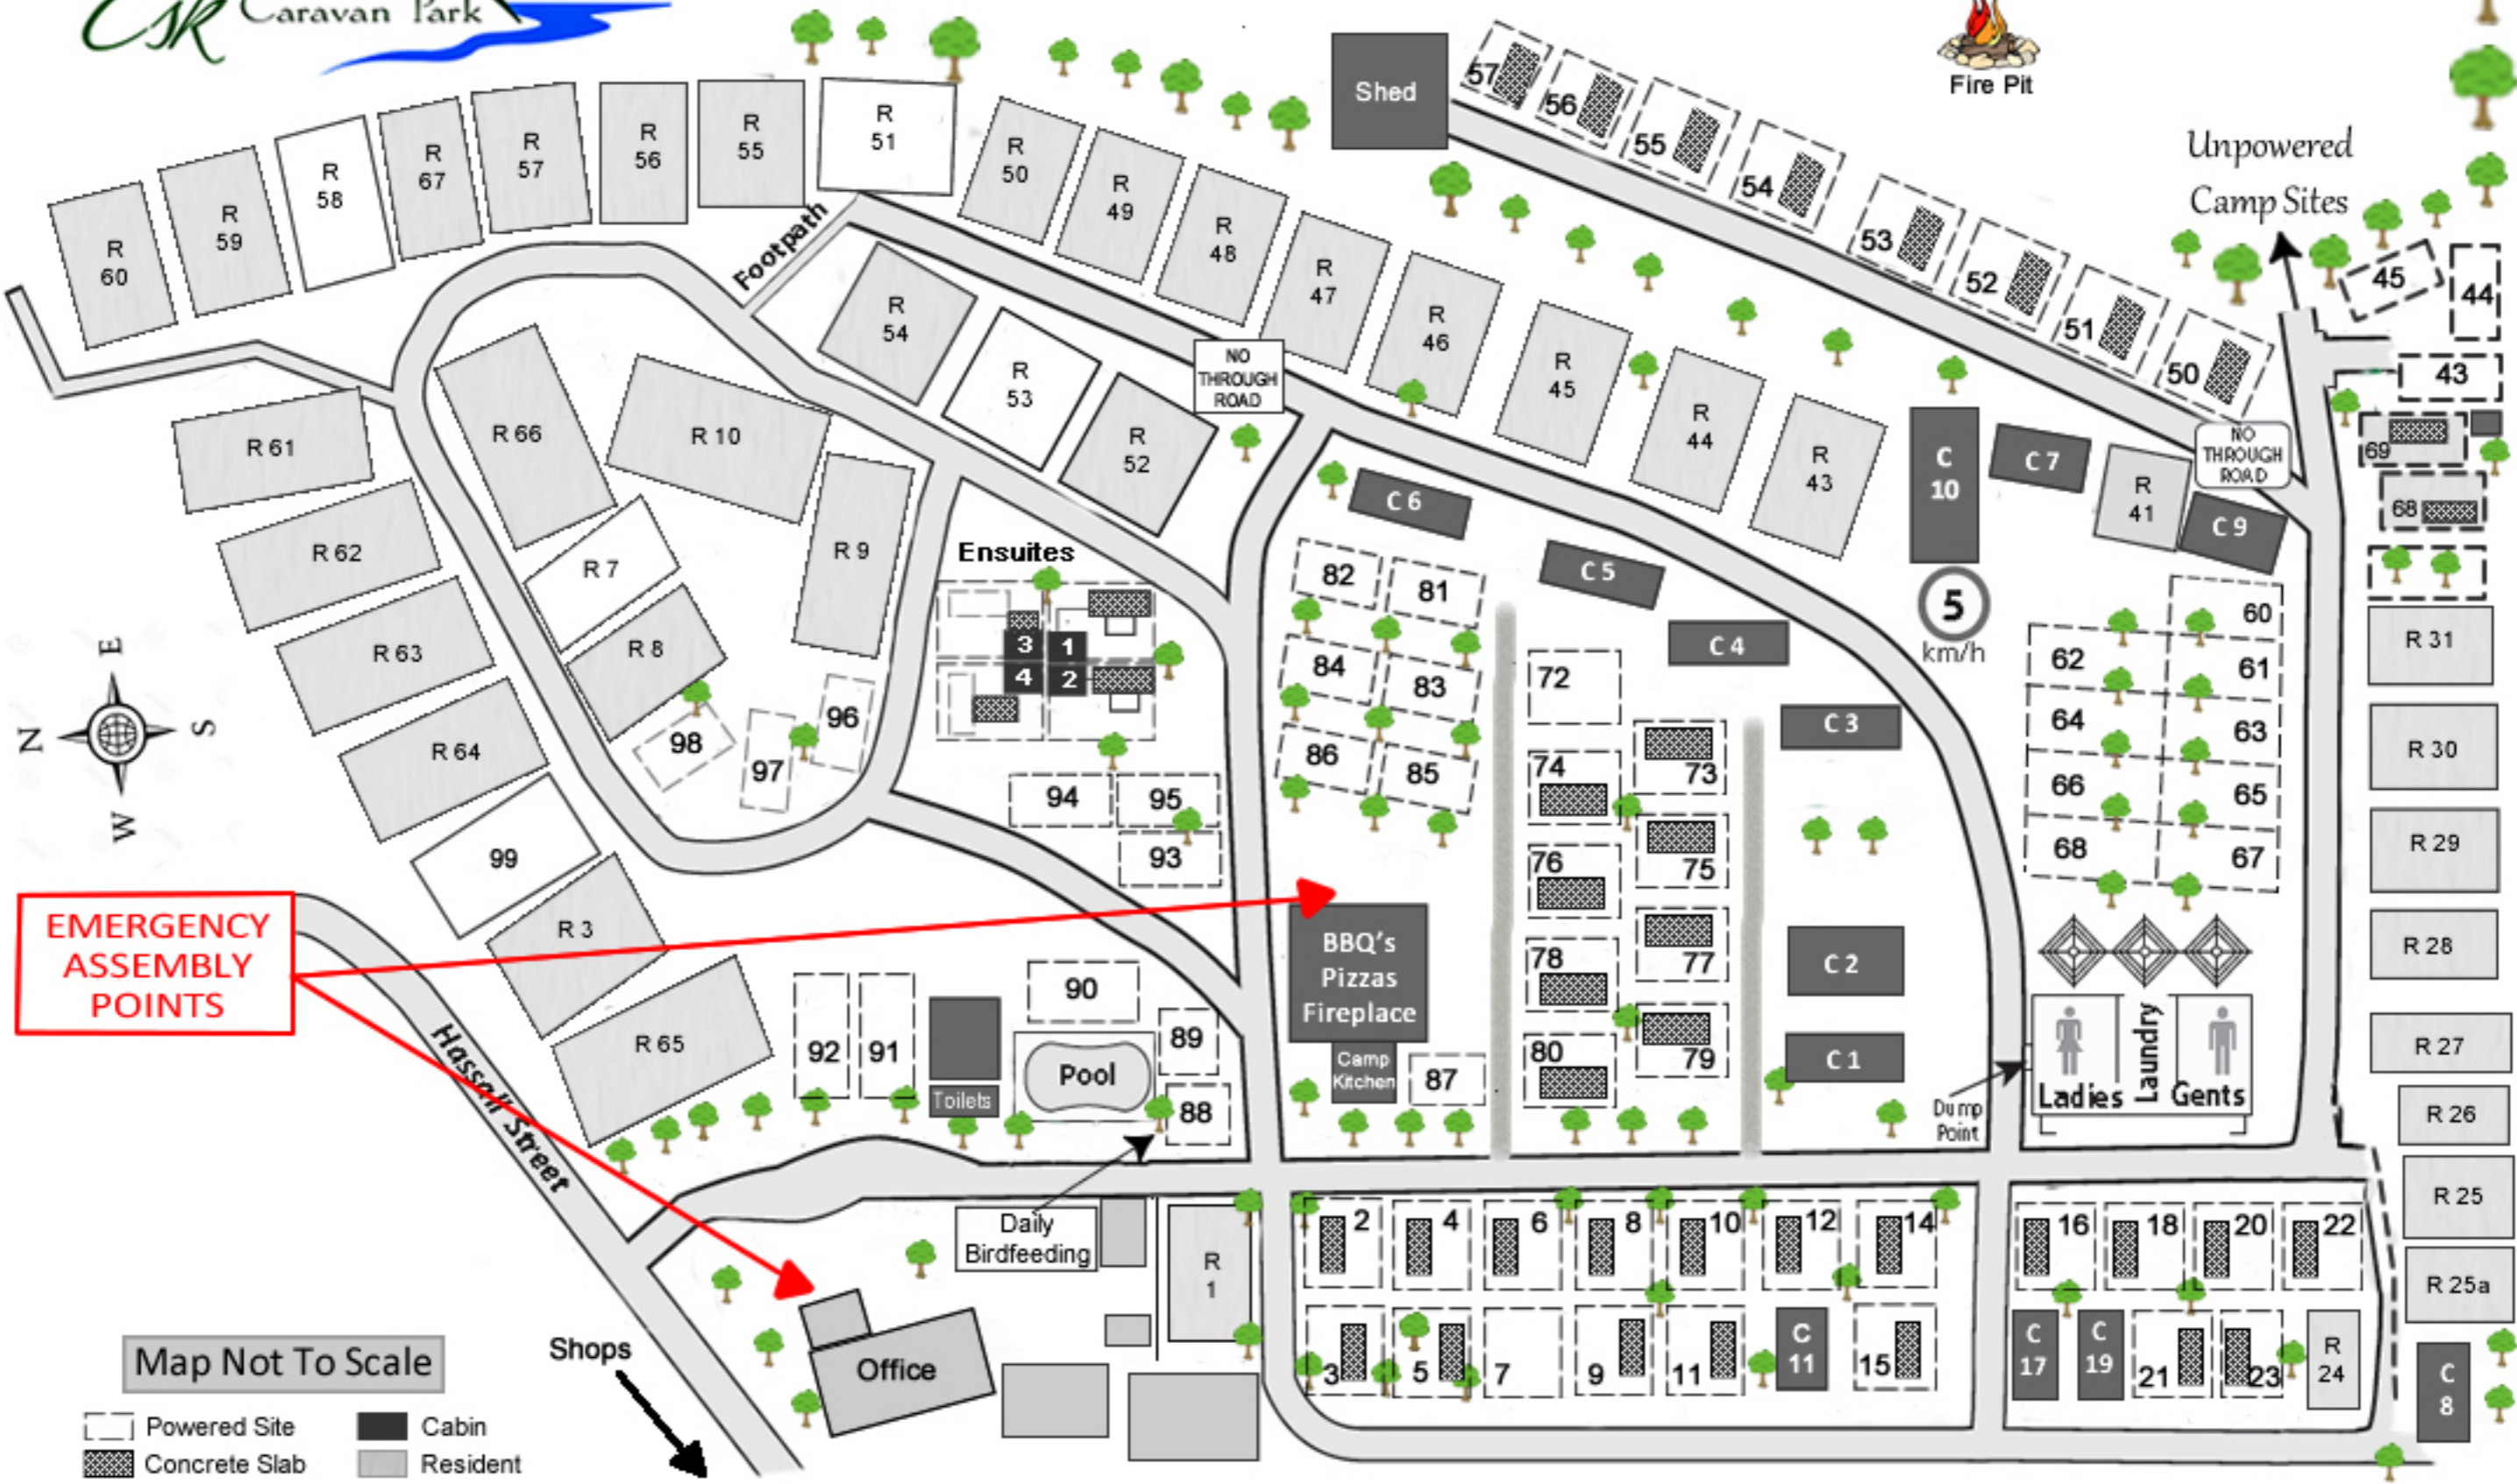 CSR Caravan Park
Fire Pit
Shed
57
56
55
54
53
52
51
50
Unpowered
Camp Sites
45
44
43
69
68
R
60
R
59
R
58
R
67
R
57
R
56
R
55
R
51
R
50
R
49
R
48
R
47
R
46
R
45
R
44
R
43
Footpath
R
54
R
53
R
52
NO
THROUGH
ROAD
C
10
C 7
R
41
C 9
NO
THROUGH
ROAD
R 61
R 62
R 63
R 64
99
R 3
R 65
R 66
R 10
R 7
R 8
R 9
98
97
96
Ensuites
3
1
4
2
94
95
93
C 6
C 5
C 4
C 3
C 2
C 1
82
81
84
83
86
85
72
74
73
76
75
78
77
80
79
5
km/h
60
62
61
64
63
66
65
68
67
R 31
R 30
R 29
R 28
R 27
R 26
R 25
R 25a
E
N
S
W
EMERGENCY
ASSEMBLY
POINTS
Hassall Street
92
91
Toilets
90
Pool
89
88
BBQ's
Pizzas
Fireplace
Camp
Kitchen
87
Dump
Point
Ladies
Laundry
Gents
Daily
Birdfeeding
R
1
2
4
6
8
10
12
14
16
18
20
22
3
5
7
9
11
C
11
15
C
17
C
19
21
23
R
24
C
8
Office
Shops
Map Not To Scale
Powered Site
Cabin
Concrete Slab
Resident